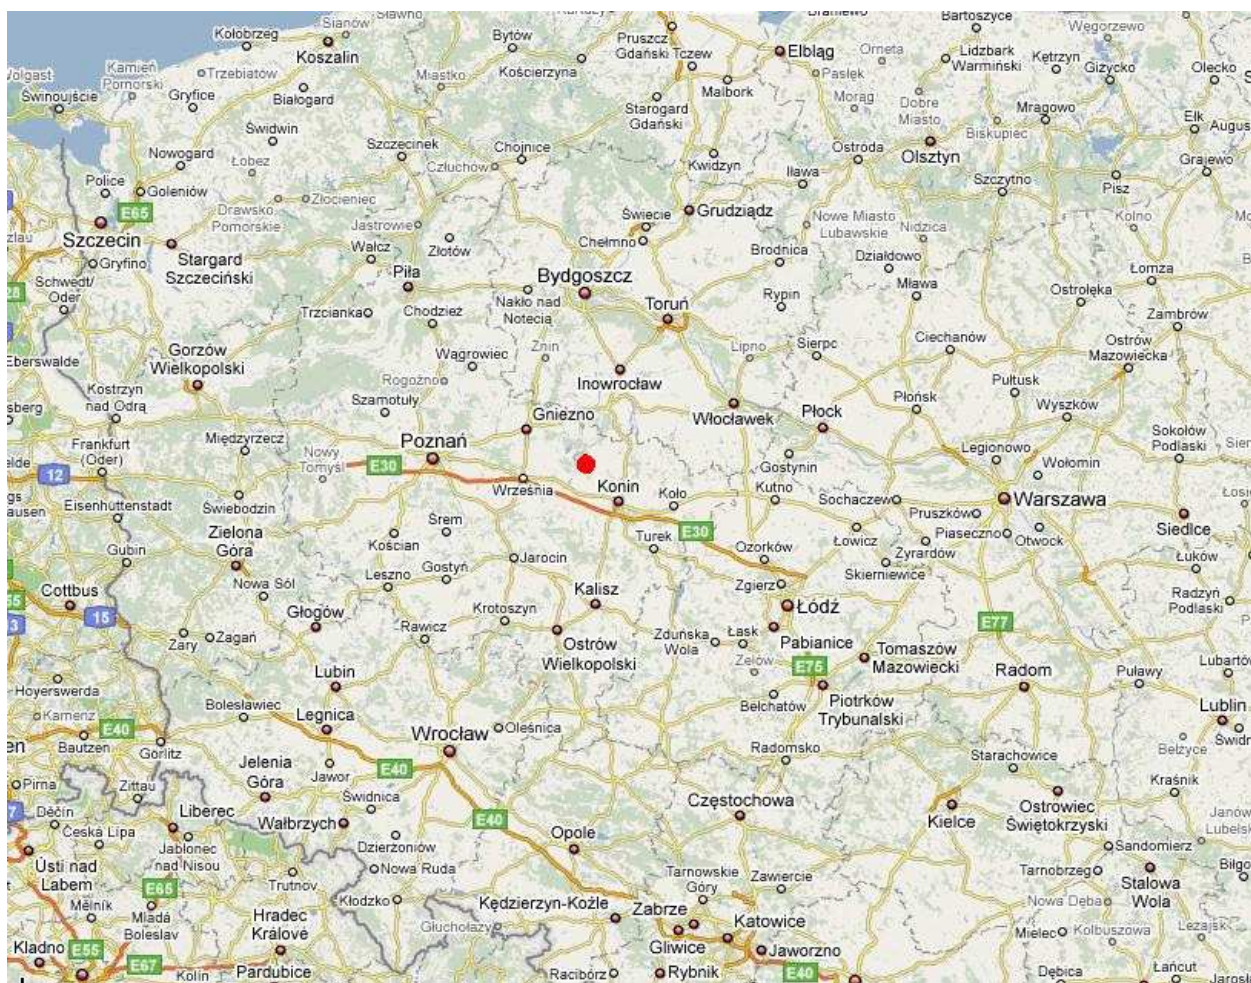 Kołobrzeg
Sianów
Sławno
Bytów
Pruszcz
Gdański
Tczew
Elbląg
Bartoszyce
Węgorzewo
Koszalin
Kościerzyna
Orneta
Lidzbark
Warmiński
Kętrzyn
Giżycko
Olecko
Kamień
Pomorski
Trzebiatów
Miastko
Malbork
Pasłęk
Świnoujście
Gryfice
Białogard
Starogard
Gdański
Morąg
Dobre
Miasto
Mrągowo
Ełk
Augus
Świdwin
Szczecinek
Chojnice
Biskupiec
Nowogard
Łobez
Człuchów
Kwidzyn
Ostróda
Olsztyn
Grajewo
Police
Goleniów
E65
Złocieniec
Iława
Szczytno
Pisz
Drawsko
Pomorskie
Jastrowie
Świecie
Grudziądz
Nowe Miasto
Lubawskie
Nidzica
Kolno
Szczecin
Stargard
Szczeciński
Wałcz
Złotów
Chełmno
Brodnica
Działdowo
Łomza
Gryfino
Schwedt/
Oder
Piła
Bydgoszcz
Mława
Ostrołęka
28
Trzcianka
Chodzież
Nakło nad
Notecią
Toruń
Rypin
Zambrów
Eberswalde
Gorzów
Wielkopolski
Wągrowiec
Żnin
Lipno
Sierpc
Ciechanów
Ostrów
Mazowiecka
Kostrzyn
nad Odrą
Rogoźno
Inowrocław
Pułtusk
Szamotuły
Gniezno
Włocławek
Płock
Płońsk
Wyszków
Frankfurt
(Oder)
Międzyrzecz
Poznań
Sokołów
Podlaski
Nowy
Tomyśl
E30
Gostynin
Legionowo
Wołomin
12
Września
Konin
Koło
Kutno
Sochaczew
Warszawa
Eisenhüttenstadt
Świebodzin
Pruszków
Siedlce
Zielona
Góra
Kościan
Śrem
Turek
E30
Łowicz
Piaseczno
Otwock
Gubin
Jarocin
Ozorków
Żyrardów
Łuków
Cottbus
Nowa Sól
Leszno
Gostyń
Kalisz
Zgierz
Skierniewice
15
Głogów
Krotoszyn
Łódź
Radzyń
Podlaski
Żary
Żagań
Rawicz
Ostrów
Wielkopolski
Zduńska
Wola
Łask
Pabianice
E77
Zelów
E75
Tomaszów
Mazowiecki
Lubartów
Hoyerswerda
Lubin
Radom
Puławy
Bolesławiec
Legnica
Bełchatów
Piotrków
Trybunalski
Lublin
Kamenz
E40
Oleśnica
Bautzen
Görlitz
Wrocław
Radomsko
Starachowice
Bełżyce
Pirna
Zittau
Jelenia
Góra
Jawor
E40
Kraśnik
Děčín
Liberec
Świdnica
E40
Częstochowa
Kielce
Ostrowiec
Świętokrzyski
Česká Lípa
Wałbrzych
Opole
Jablonec
nad Nisou
Dzierżoniów
Sandomierz
Ústí nad
Labem
Nowa Ruda
Tarnowskie
Góry
Zawiercie
Tarnobrzeg
Stalowa
Wola
E65
Trutnov
Mělník
Mladá
Boleslav
Kłodzko
Kędzierzyn-Koźle
Zabrze
Katowice
Nowa Dęba
Hradec
Králové
Głuchołazy
Mielec
Kolbuszowa
Leżajsk
Kladno
E55
E67
Gliwice
Jaworzno
Kolín
Pardubice
Racibórz
Rybnik
E40
Dębica
Łańcut